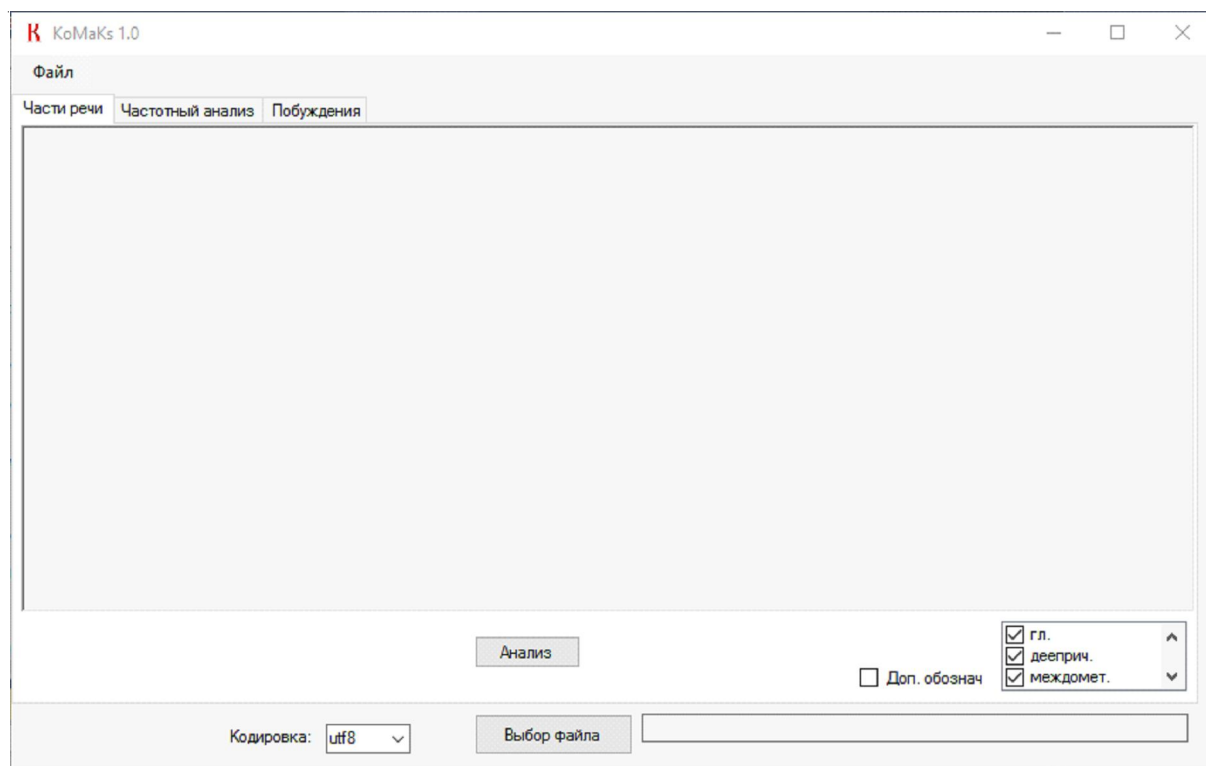 K KoMaKs 1.0
Файл
Части речи Частотный анализ Побуждения
гл.
Анализ
дееприч.
Доп. обознач
междомет.
Кодировка: utf8 Выбор файла